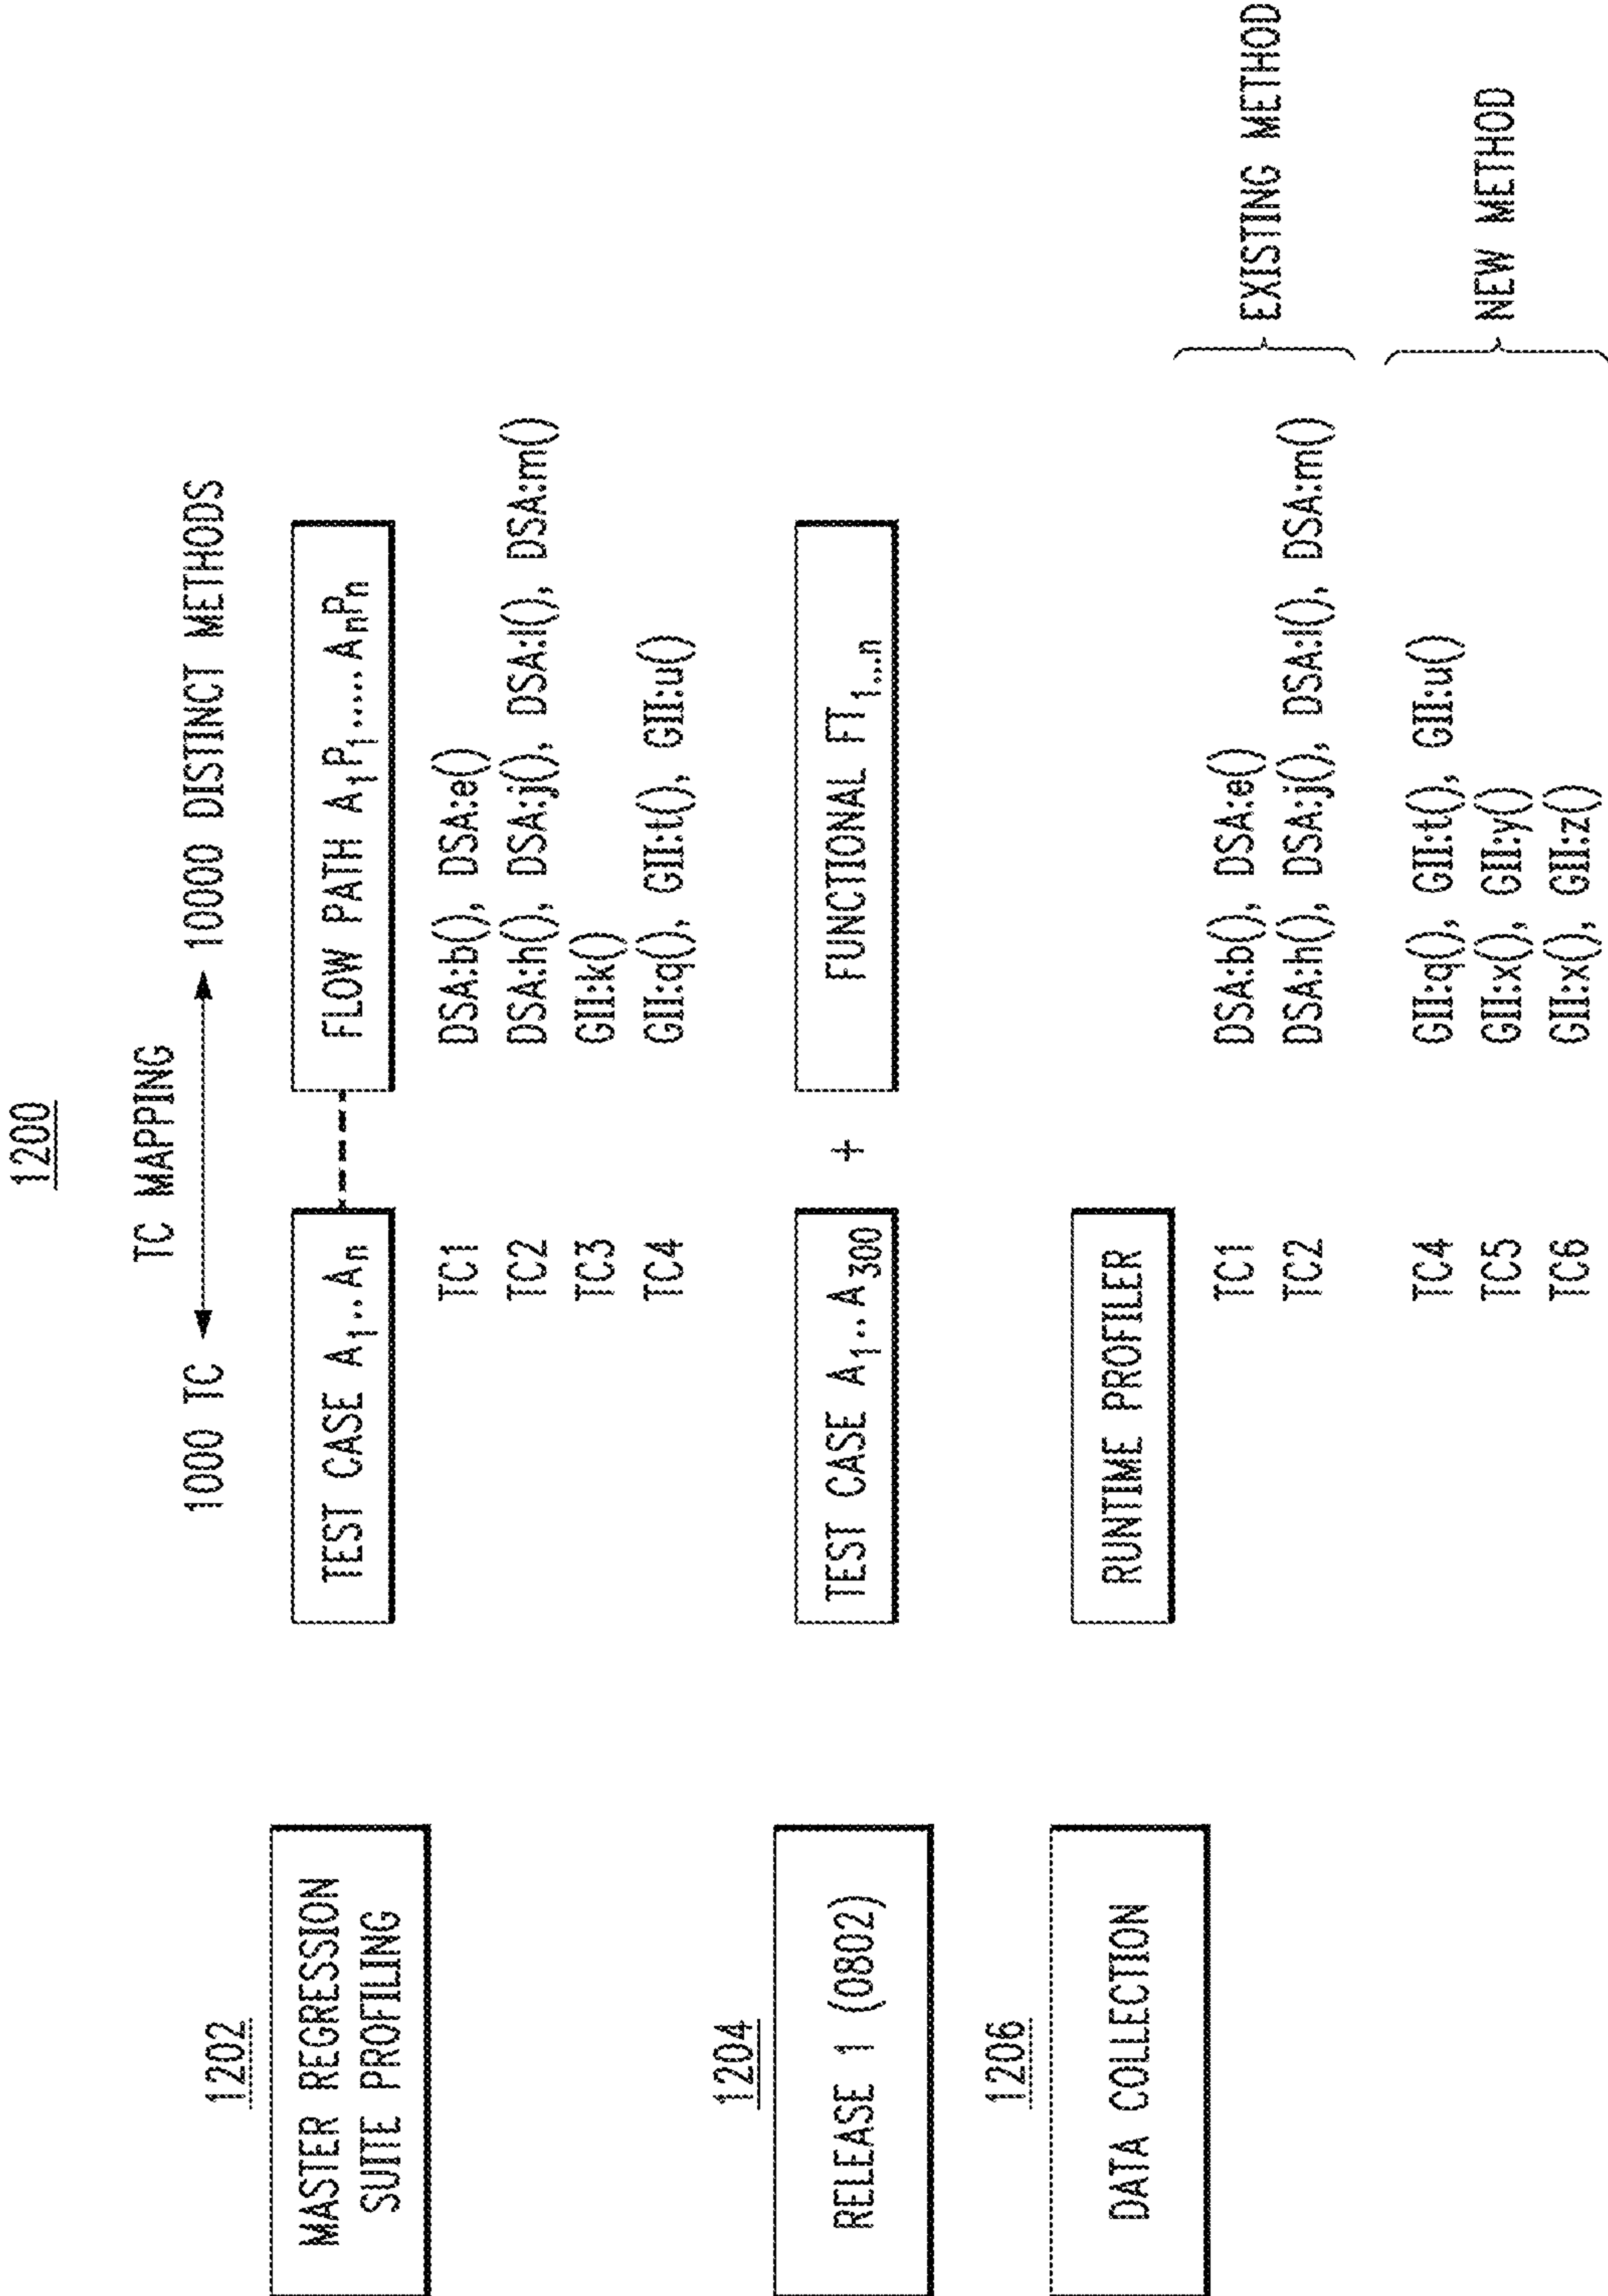 1200
TC MAPPING
1000 TC
10000 DISTINCT METHODS
1202
MASTER REGRESSION
SUITE PROFILING
TEST CASE A1..An
FLOW PATH A1P1.....AnPn
TC1 DSA:b(), DSA:e()
TC2 DSA:h(), DSA:j(), DSA:l(), DSA:m()
TC3 GII:k()
TC4 GII:q(), GII:t(), GII:u()
1204
RELEASE 1 (0802)
TEST CASE A1..A300
+
FUNCTIONAL FT1...n
1206
DATA COLLECTION
RUNTIME PROFILER
TC1 DSA:b(), DSA:e()
TC2 DSA:h(), DSA:j(), DSA:l(), DSA:m()
EXISTING METHOD
TC4 GII:q(), GII:t(), GII:u()
TC5 GII:x(), GII:y()
TC6 GII:x(), GII:z()
NEW METHOD